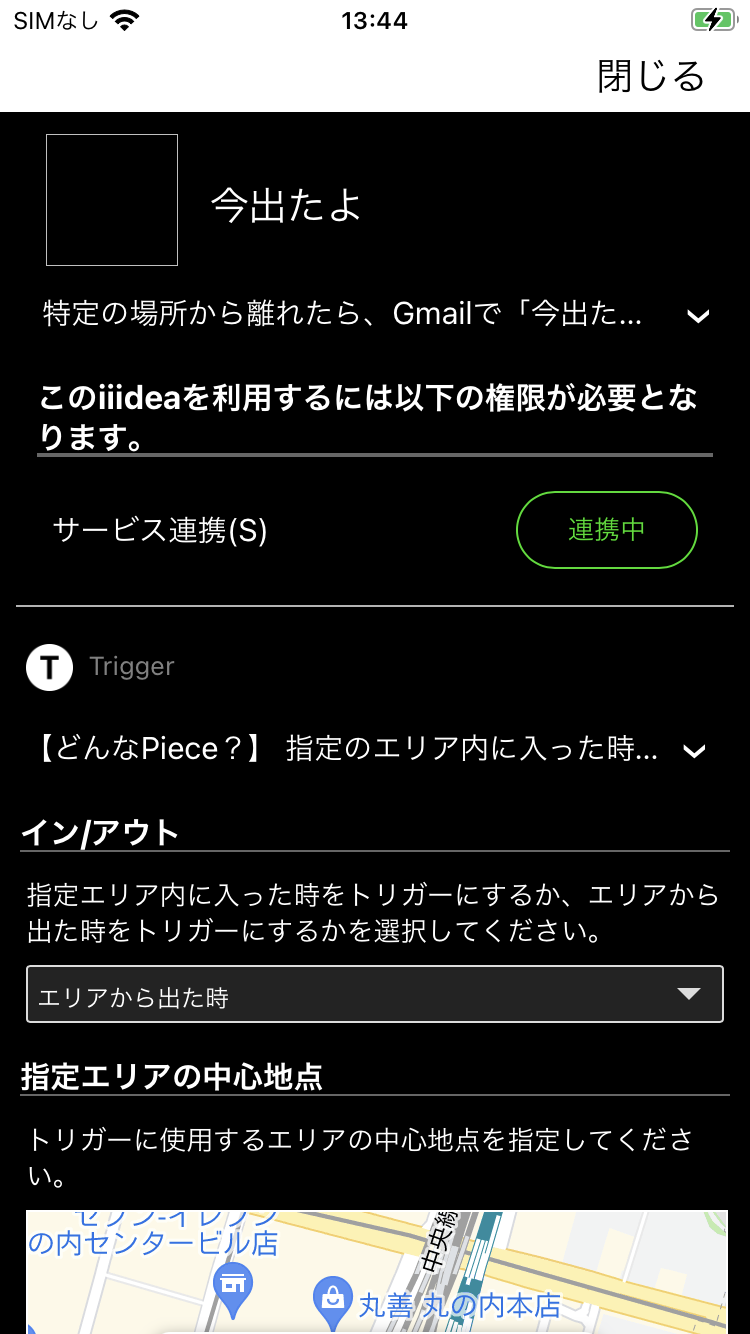 SIMなし
13:44
閉じる
今出たよ
特定の場所から離れたら、Gmailで「今出た...
このiiideaを利用するには以下の権限が必要とな
ります。
サービス連携(S)
連携中
T Trigger
【どんなPiece？】 指定のエリア内に入った時...
イン/アウト
指定エリア内に入った時をトリガーにするか、エリアから
出た時をトリガーにするかを選択してください。
エリアから出た時
指定エリアの中心地点
トリガーに使用するエリアの中心地点を指定してくださ
い。
セブン-イレブン
の内センタービル店
中央線
丸善 丸の内本店